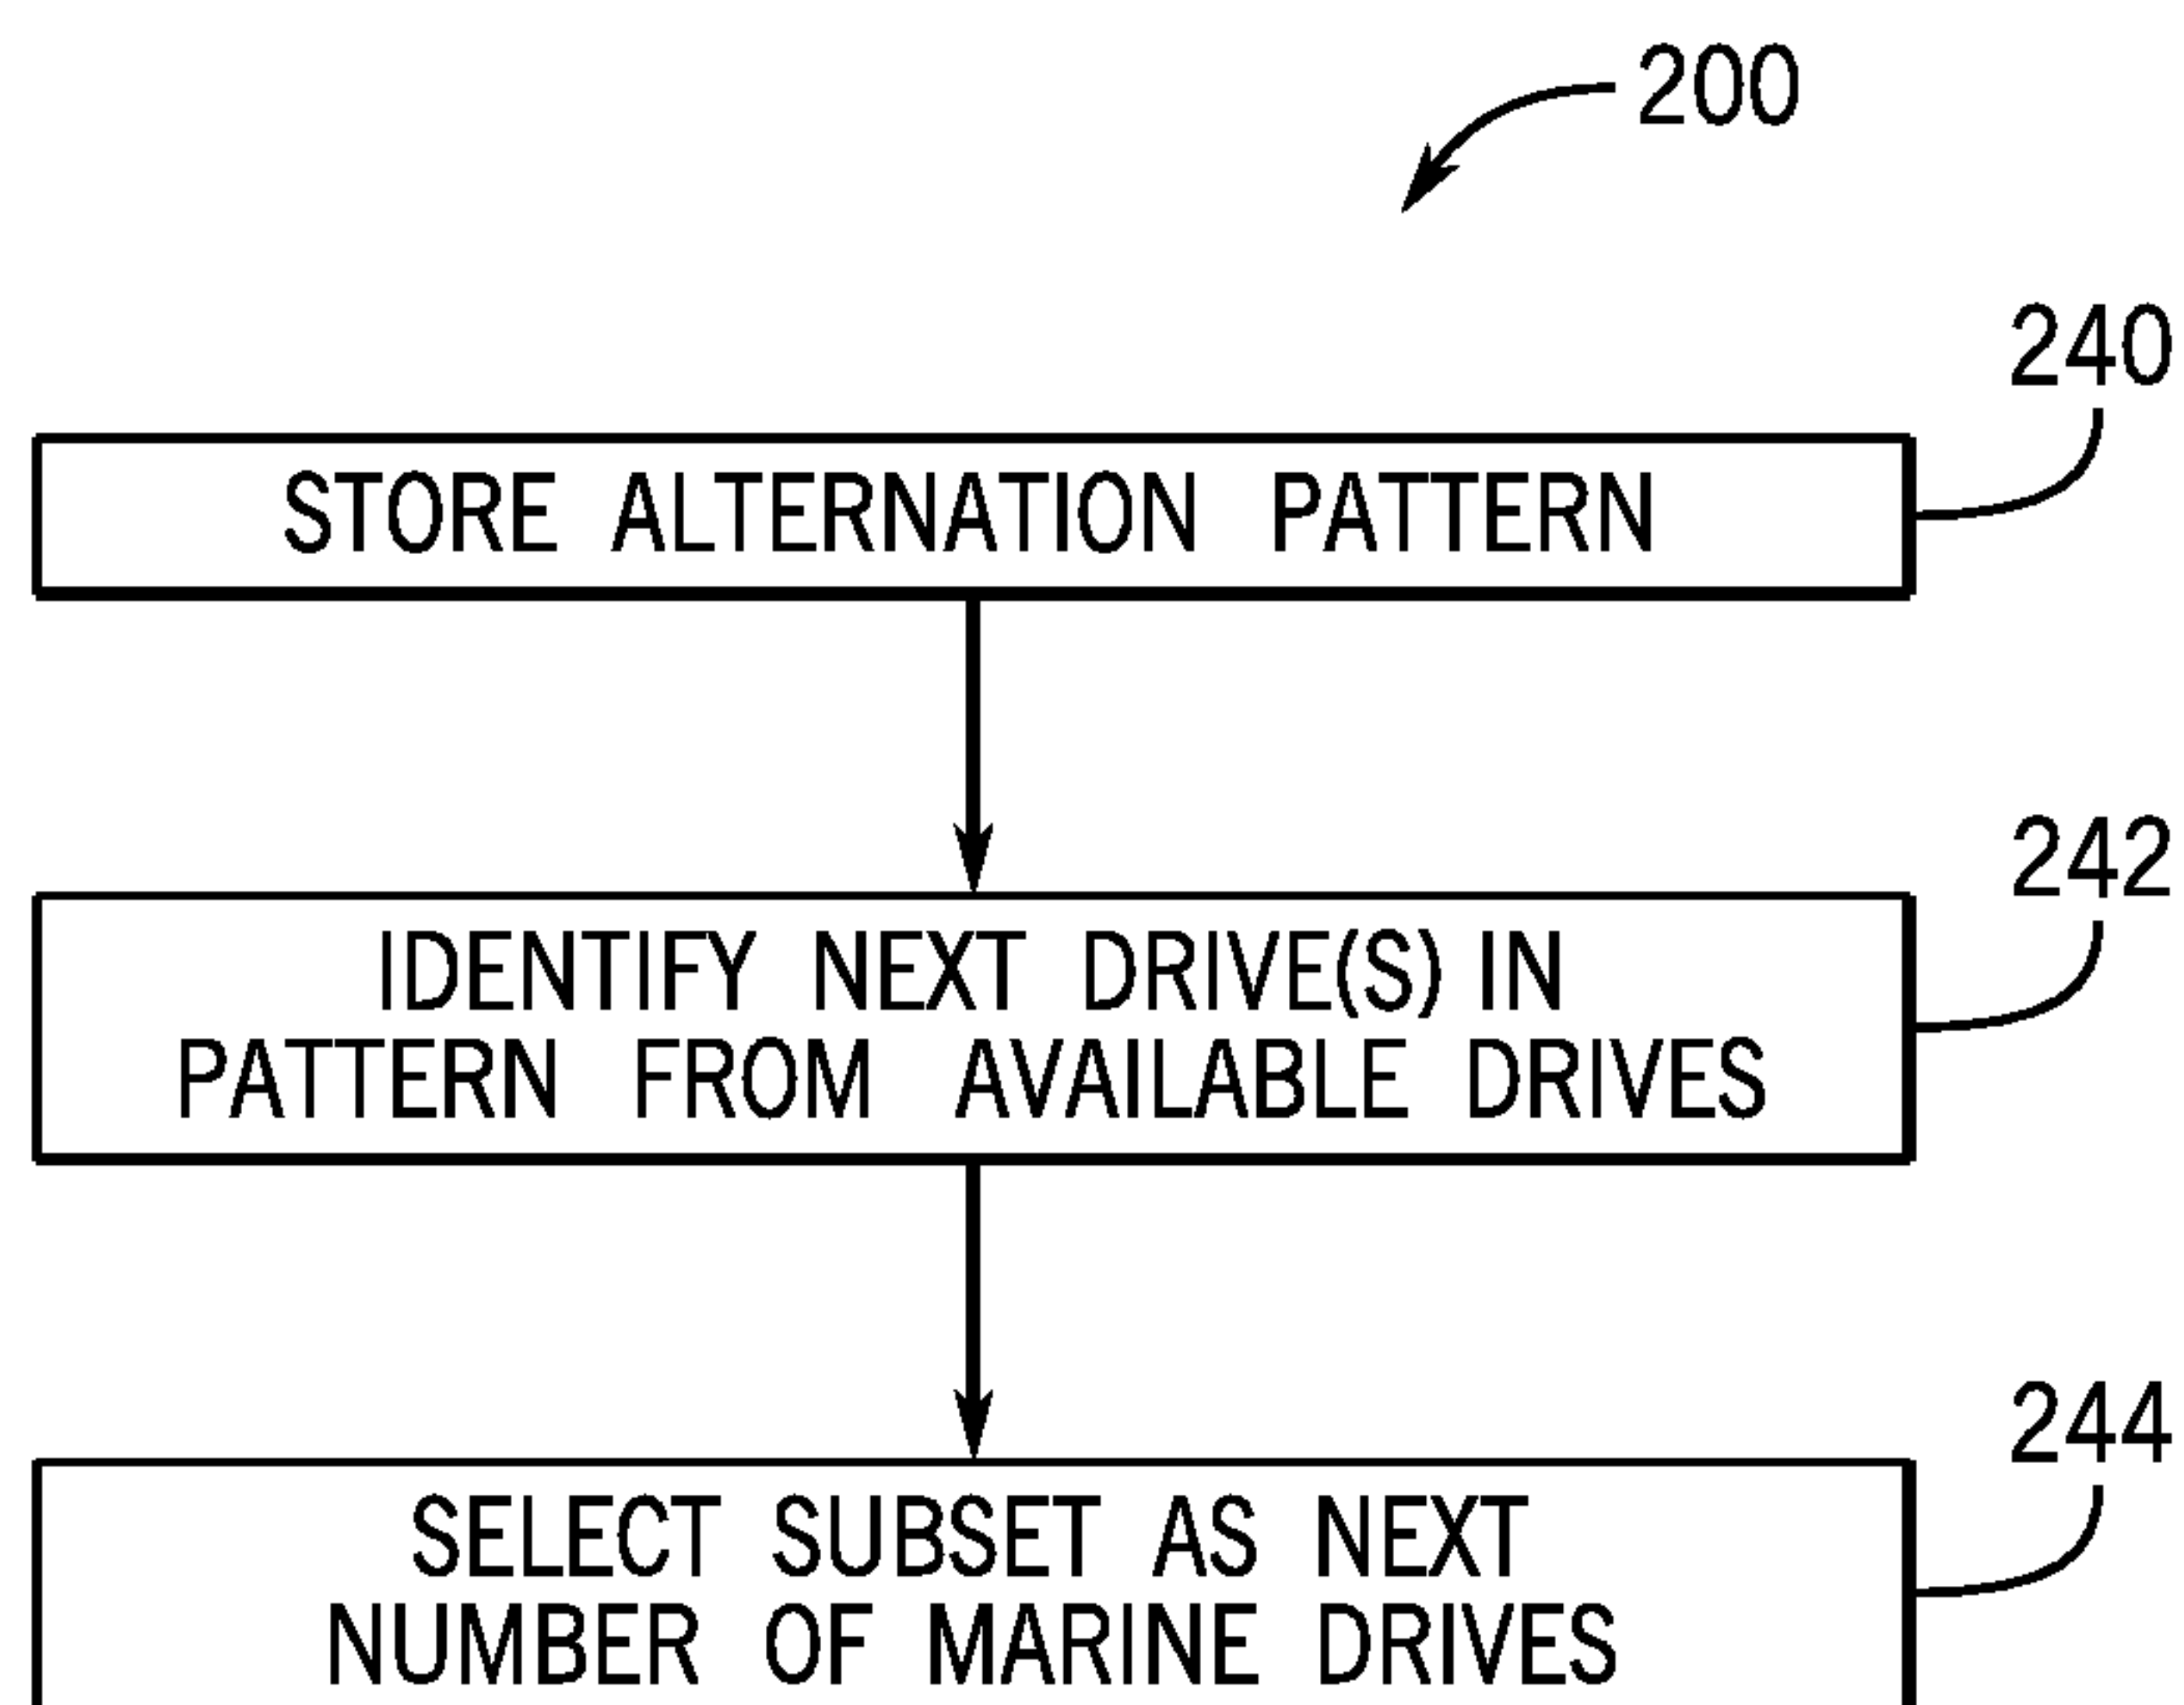 200
240
STORE ALTERNATION PATTERN
242
IDENTIFY NEXT DRIVE(S) IN
PATTERN FROM AVAILABLE DRIVES
244
SELECT SUBSET AS NEXT
NUMBER OF MARINE DRIVES